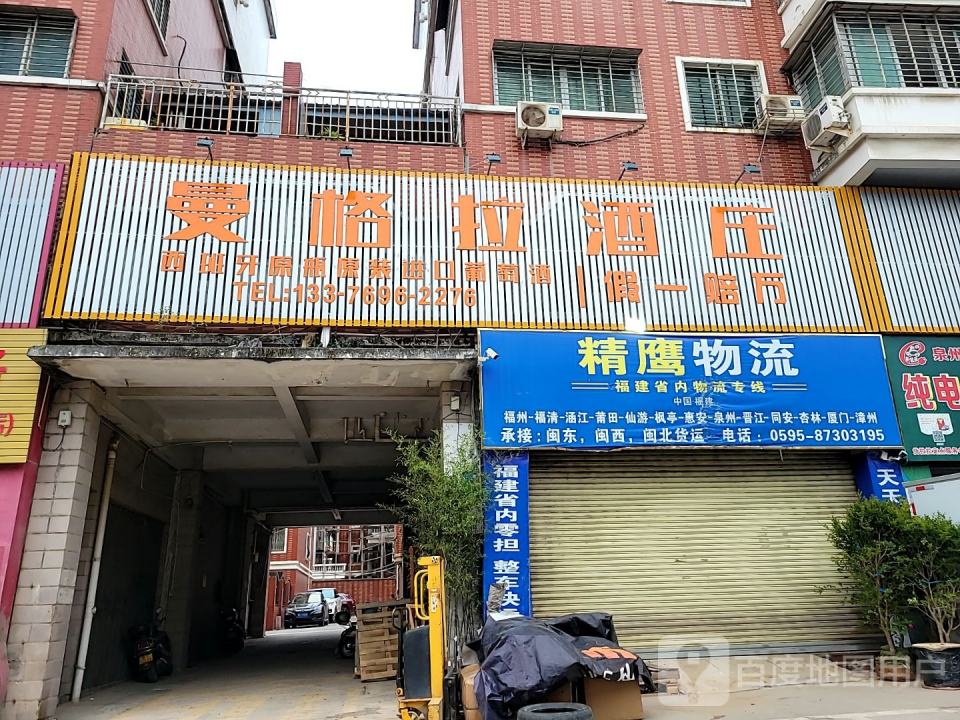 曼格拉酒庄
西班牙原瓶原装进口葡萄酒
TEL:133-7696-2276
假一赔万
精鹰物流
福建省内物流专线
中国·福建
福州-福清-涵江-莆田-仙游-枫亭-惠安-泉州-晋江-同安-杏林-厦门-漳州
承接:闽东，闽西，闽北货运 电话:0595-87303195
福建省内零担 整车快
天天
泉州
纯电
百度地图用户